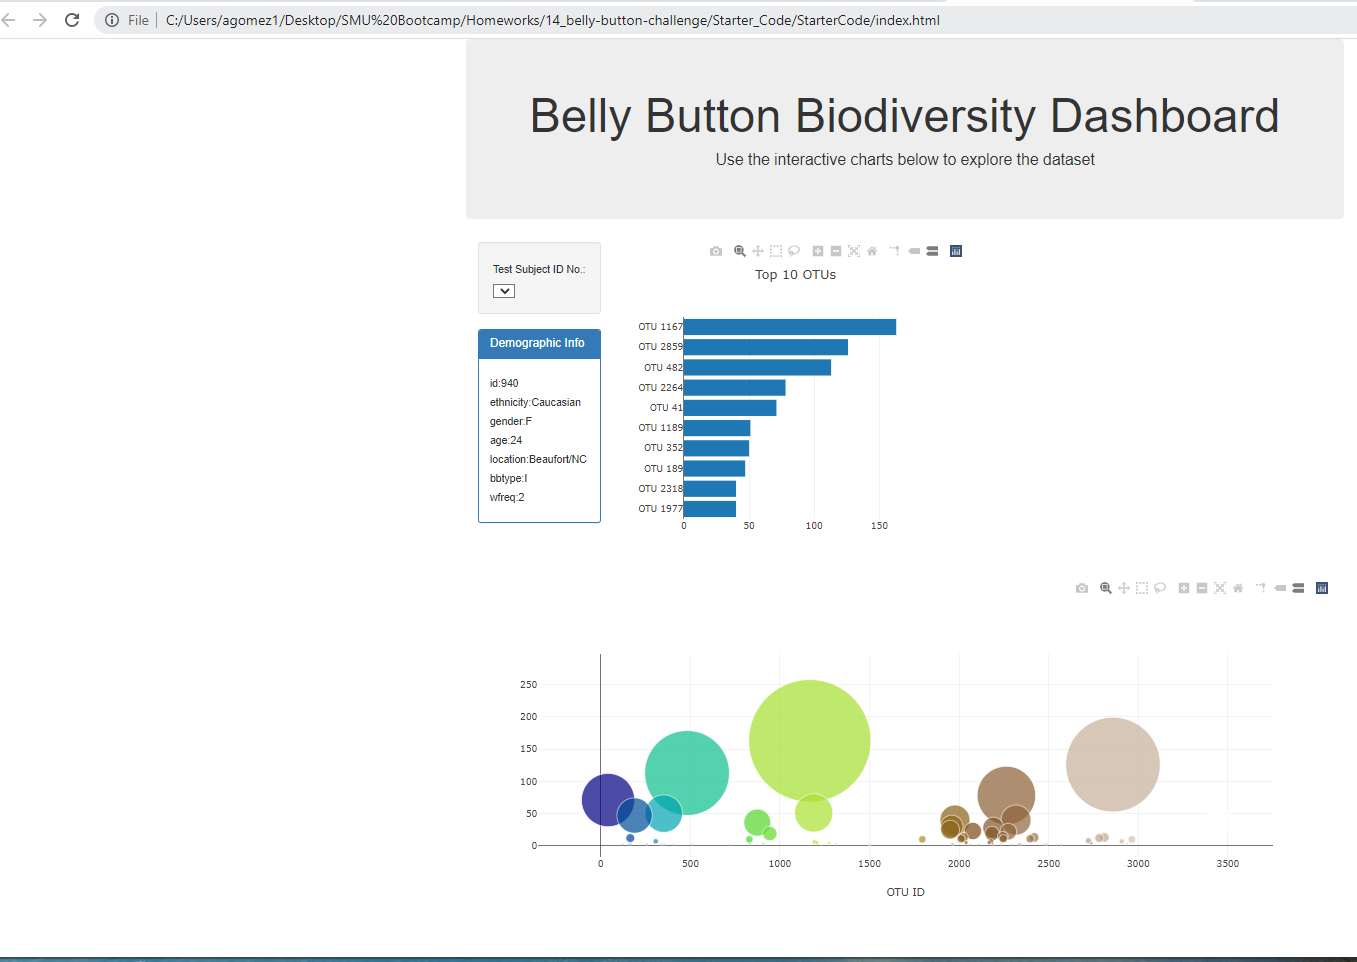 File C:/Users/agomez1/Desktop/SMU%20Bootcamp/Homeworks/14_belly-button-challenge/Starter_Code/StarterCode/index.html
Belly Button Biodiversity Dashboard
Use the interactive charts below to explore the dataset
Test Subject ID No.:
Demographic Info
id:940
ethnicity:Caucasian
gender:F
age:24
location:Beaufort/NC
bbtype:I
wfreq:2
Top 10 OTUs
OTU 1167
OTU 2859
OTU 482
OTU 2264
OTU 41
OTU 1189
OTU 352
OTU 189
OTU 2318
OTU 1977
0 50 100 150
250
200
150
100
50
0
0 500 1000 1500 2000 2500 3000 3500
OTU ID